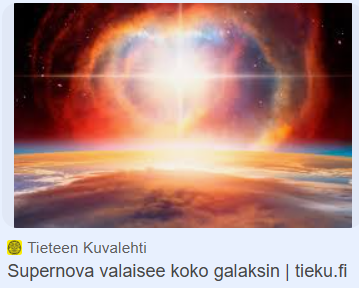 Tieteen Kuvalehti
Supernova valaisee koko galaksin | tieku.fi